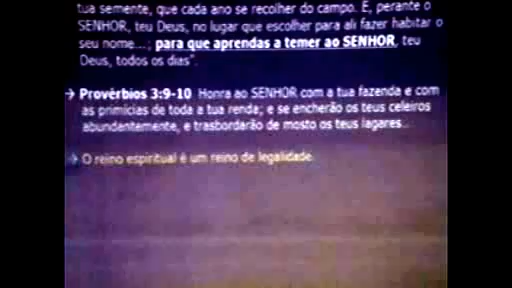 tua semente, que cada ano se recolher do campo. E, perante o
SENHOR, teu Deus, no lugar que escolher para ali fazer habitar o
seu nome...; para que aprendas a temer ao SENHOR, teu
Deus, todos os dias".
→ Provérbios 3:9-10 Honra ao SENHOR com a tua fazenda e com
as primícias de toda a tua renda; e se encherão os teus celeiros
abundantemente, e trasbordarão de mosto os teus lagares..
→ O reino espiritual é um reino de legalidade.